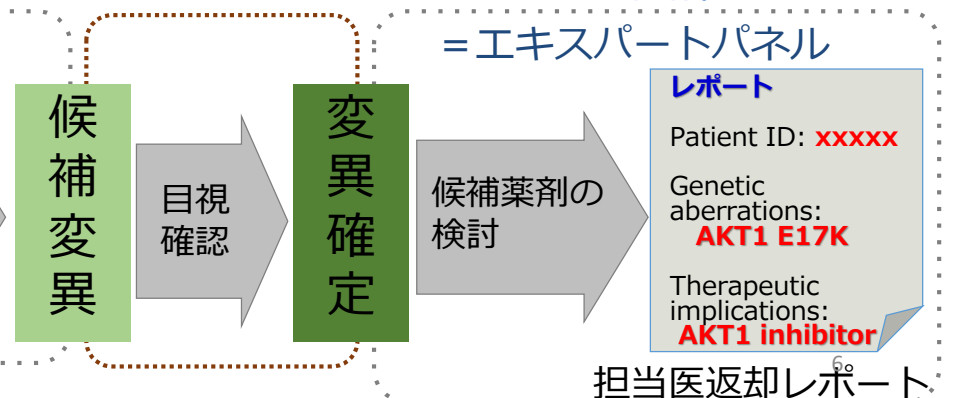 ＝エキスパートパネル
候補変異
目視
確認
変異確定
候補薬剤の
検討
レポート
Patient ID: xxxxx
Genetic
aberrations:
AKT1 E17K
Therapeutic
implications:
AKT1 inhibitor
6
担当医返却レポート